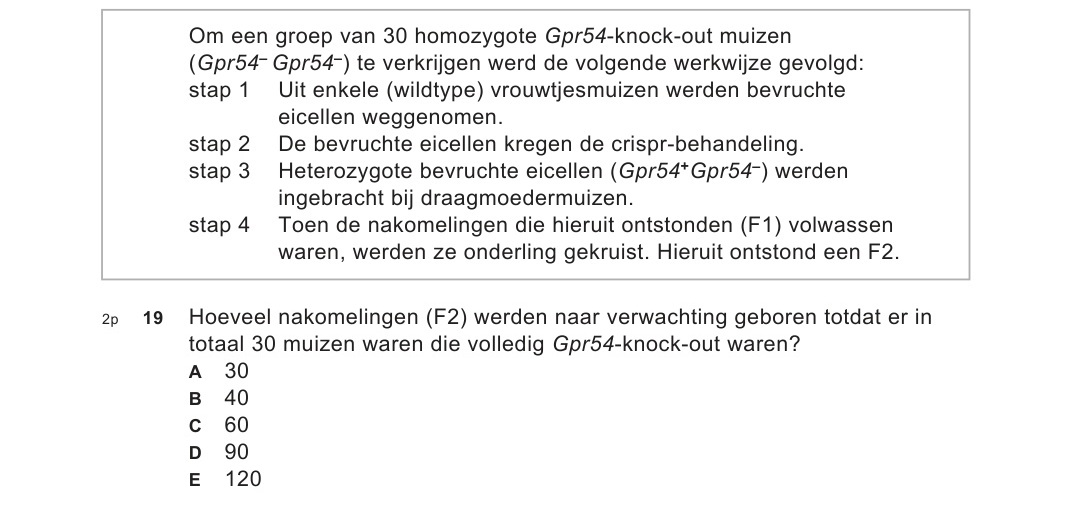 Om een groep van 30 homozygote Gpr54-knock-out muizen
(Gpr54⁻ Gpr54⁻) te verkrijgen werd de volgende werkwijze gevolgd:
stap 1 Uit enkele (wildtype) vrouwtjesmuizen werden bevruchte
eicellen weggenomen.
stap 2 De bevruchte eicellen kregen de crispr-behandeling.
stap 3 Heterozygote bevruchte eicellen (Gpr54⁺Gpr54⁻) werden
ingebracht bij draagmoedermuizen.
stap 4 Toen de nakomelingen die hieruit ontstonden (F1) volwassen
waren, werden ze onderling gekruist. Hieruit ontstond een F2.
2p 19 Hoeveel nakomelingen (F2) werden naar verwachting geboren totdat er in
totaal 30 muizen waren die volledig Gpr54-knock-out waren?
A 30
B 40
C 60
D 90
E 120